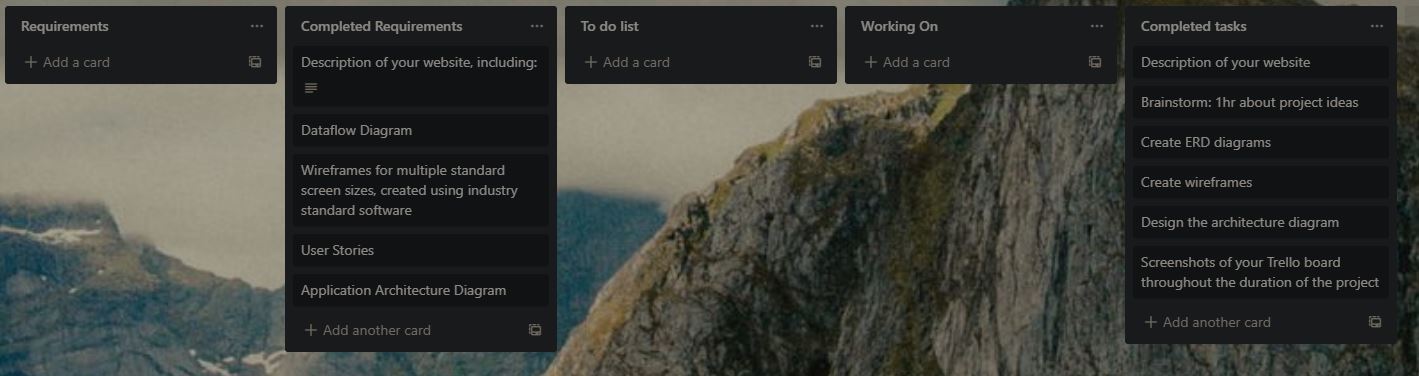 Requirements
Add a card
Completed Requirements
Description of your website, including:
Dataflow Diagram
Wireframes for multiple standard
screen sizes, created using industry
standard software
User Stories
Application Architecture Diagram
Add another card
To do list
Add a card
Working On
Add a card
Completed tasks
Description of your website
Brainstorm: 1hr about project ideas
Create ERD diagrams
Create wireframes
Design the architecture diagram
Screenshots of your Trello board
throughout the duration of the project
Add another card